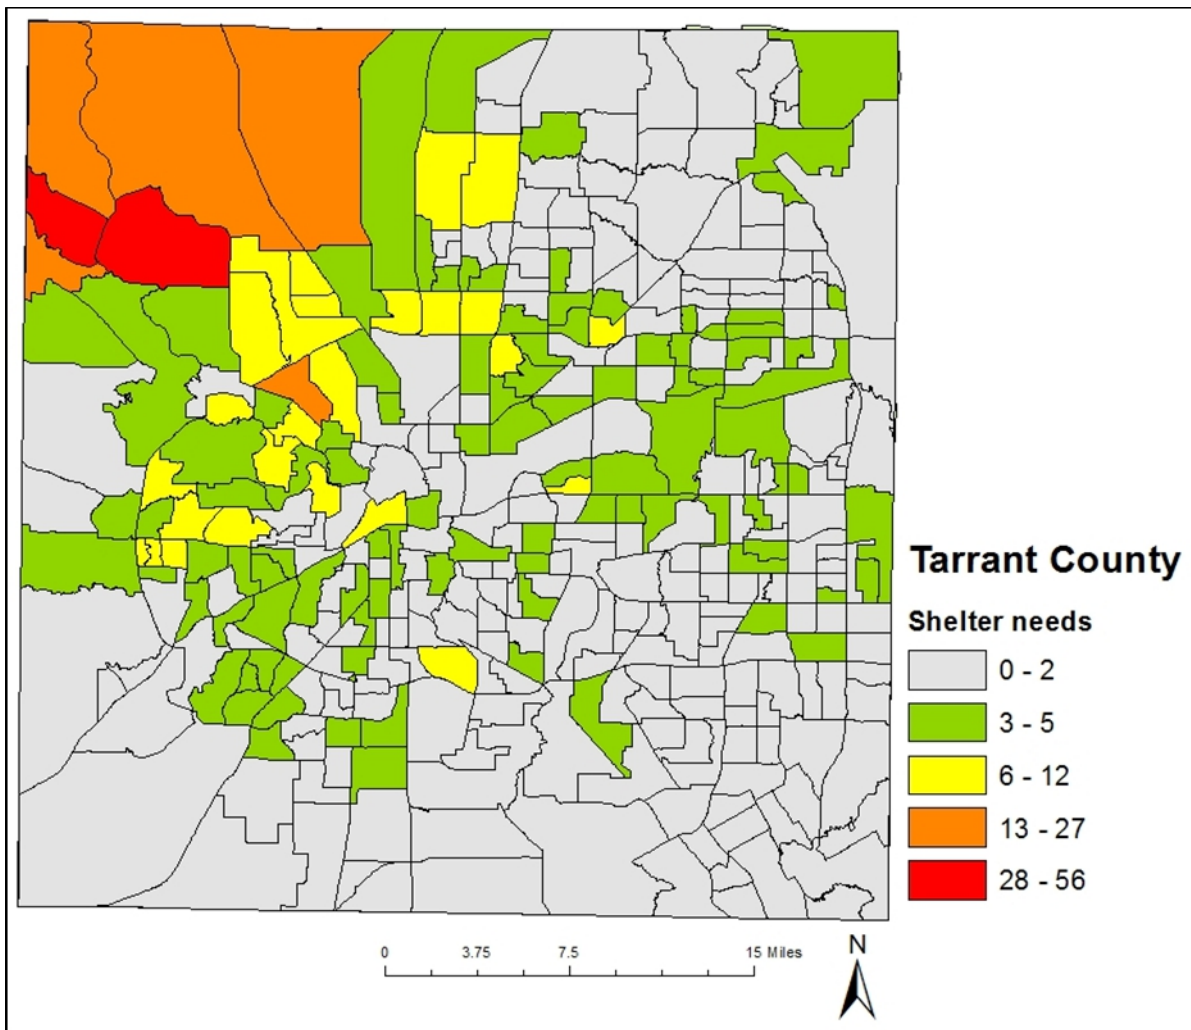 Tarrant County
Shelter needs
0 - 2
3 - 5
6 - 12
13 - 27
28 - 56
0 3.75 7.5 15 Miles
N